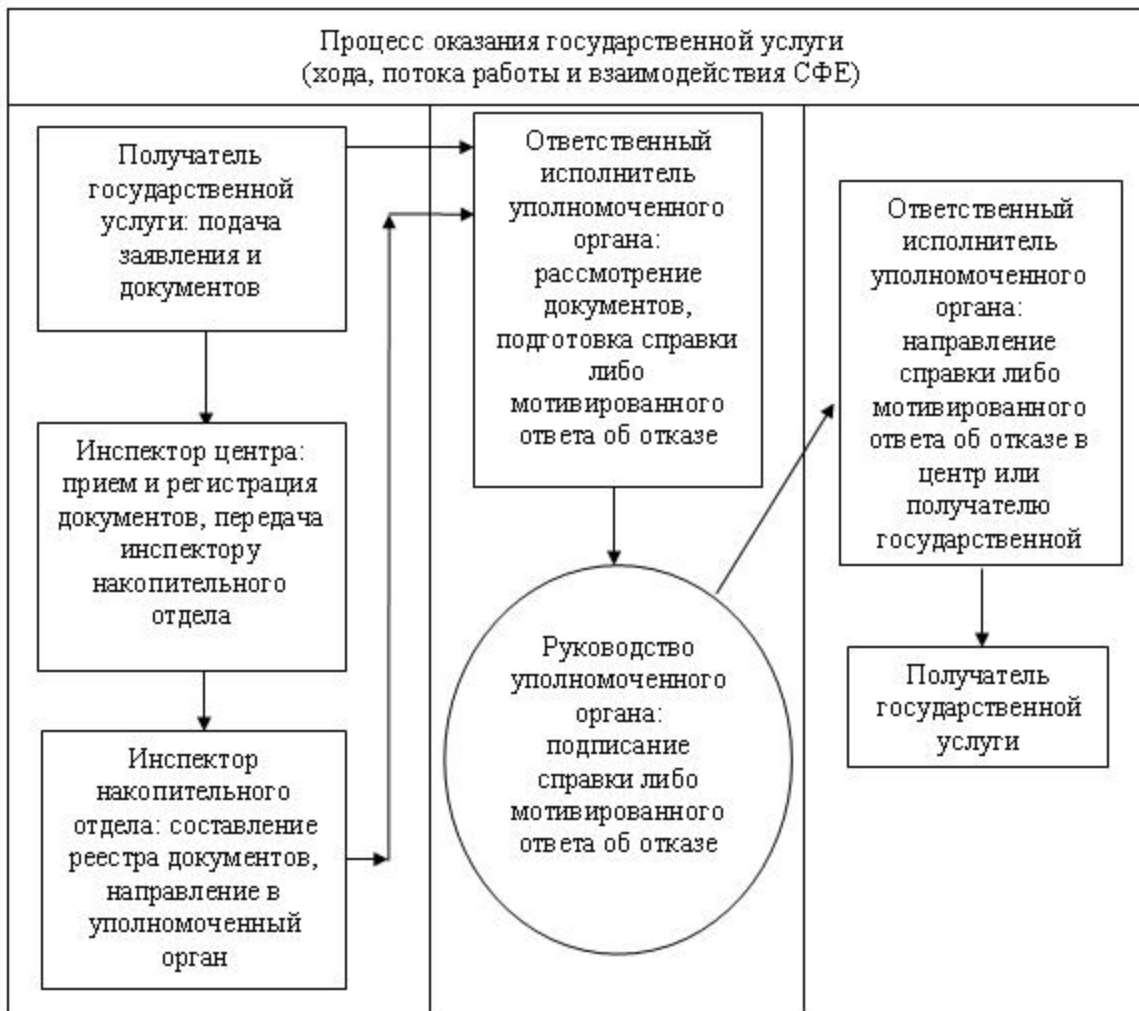 Процесс оказания государственной услуги
(хода, потока работы и взаимодействия СФЕ)
Получатель
государственной
услуги: подача
заявления и
документов
Инспектор центра:
прием и регистрация
документов, передача
инспектору
накопительного
отдела
Инспектор
накопительного
отдела: составление
реестра документов,
направление в
уполномоченный
орган
Ответственный
исполнитель
уполномоченного
органа:
рассмотрение
документов,
подготовка справки
либо
мотивированного
ответа об отказе
Руководство
уполномоченного
органа:
подписание
справки либо
мотивированного
ответа об отказе
Ответственный
исполнитель
уполномоченного
органа:
направление
справки либо
мотивированного
ответа об отказе в
центр или
получателю
государственной
Получатель
государственной
услуги